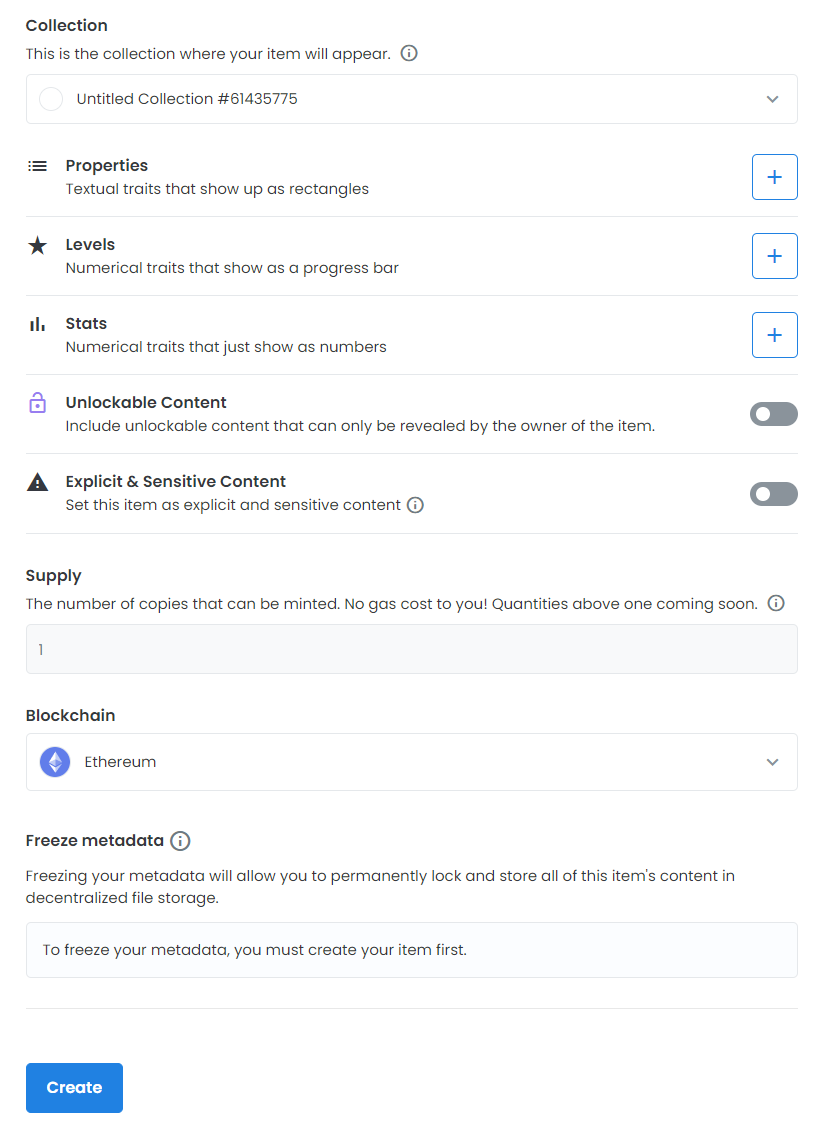 Collection
This is the collection where your item will appear.
Untitled Collection #61435775
Properties
Textual traits that show up as rectangles
Levels
Numerical traits that show as a progress bar
Stats
Numerical traits that just show as numbers
Unlockable Content
Include unlockable content that can only be revealed by the owner of the item.
Explicit & Sensitive Content
Set this item as explicit and sensitive content
Supply
The number of copies that can be minted. No gas cost to you! Quantities above one coming soon.
1
Blockchain
Ethereum
Freeze metadata
Freezing your metadata will allow you to permanently lock and store all of this item's content in
decentralized file storage.
To freeze your metadata, you must create your item first.
Create